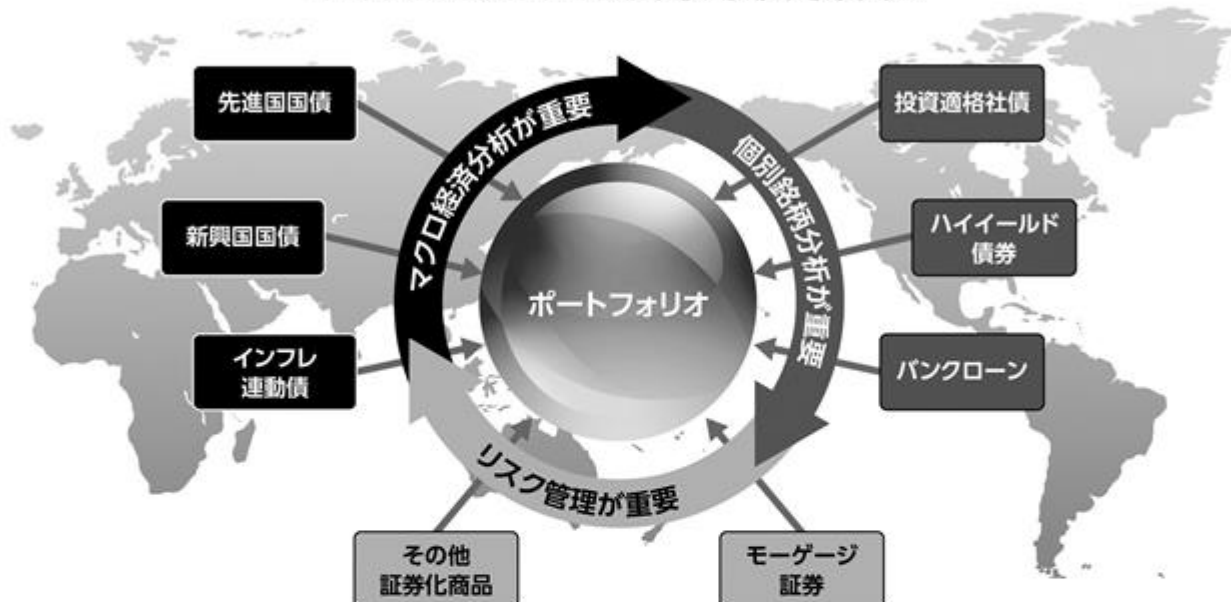 先進国国債
新興国国債
インフレ
連動債
マクロ経済分析が重要
個別銘柄分析が重要
リスク管理が重要
ポートフォリオ
投資適格社債
ハイイールド
債券
バンクローン
その他
証券化商品
モーゲージ
証券